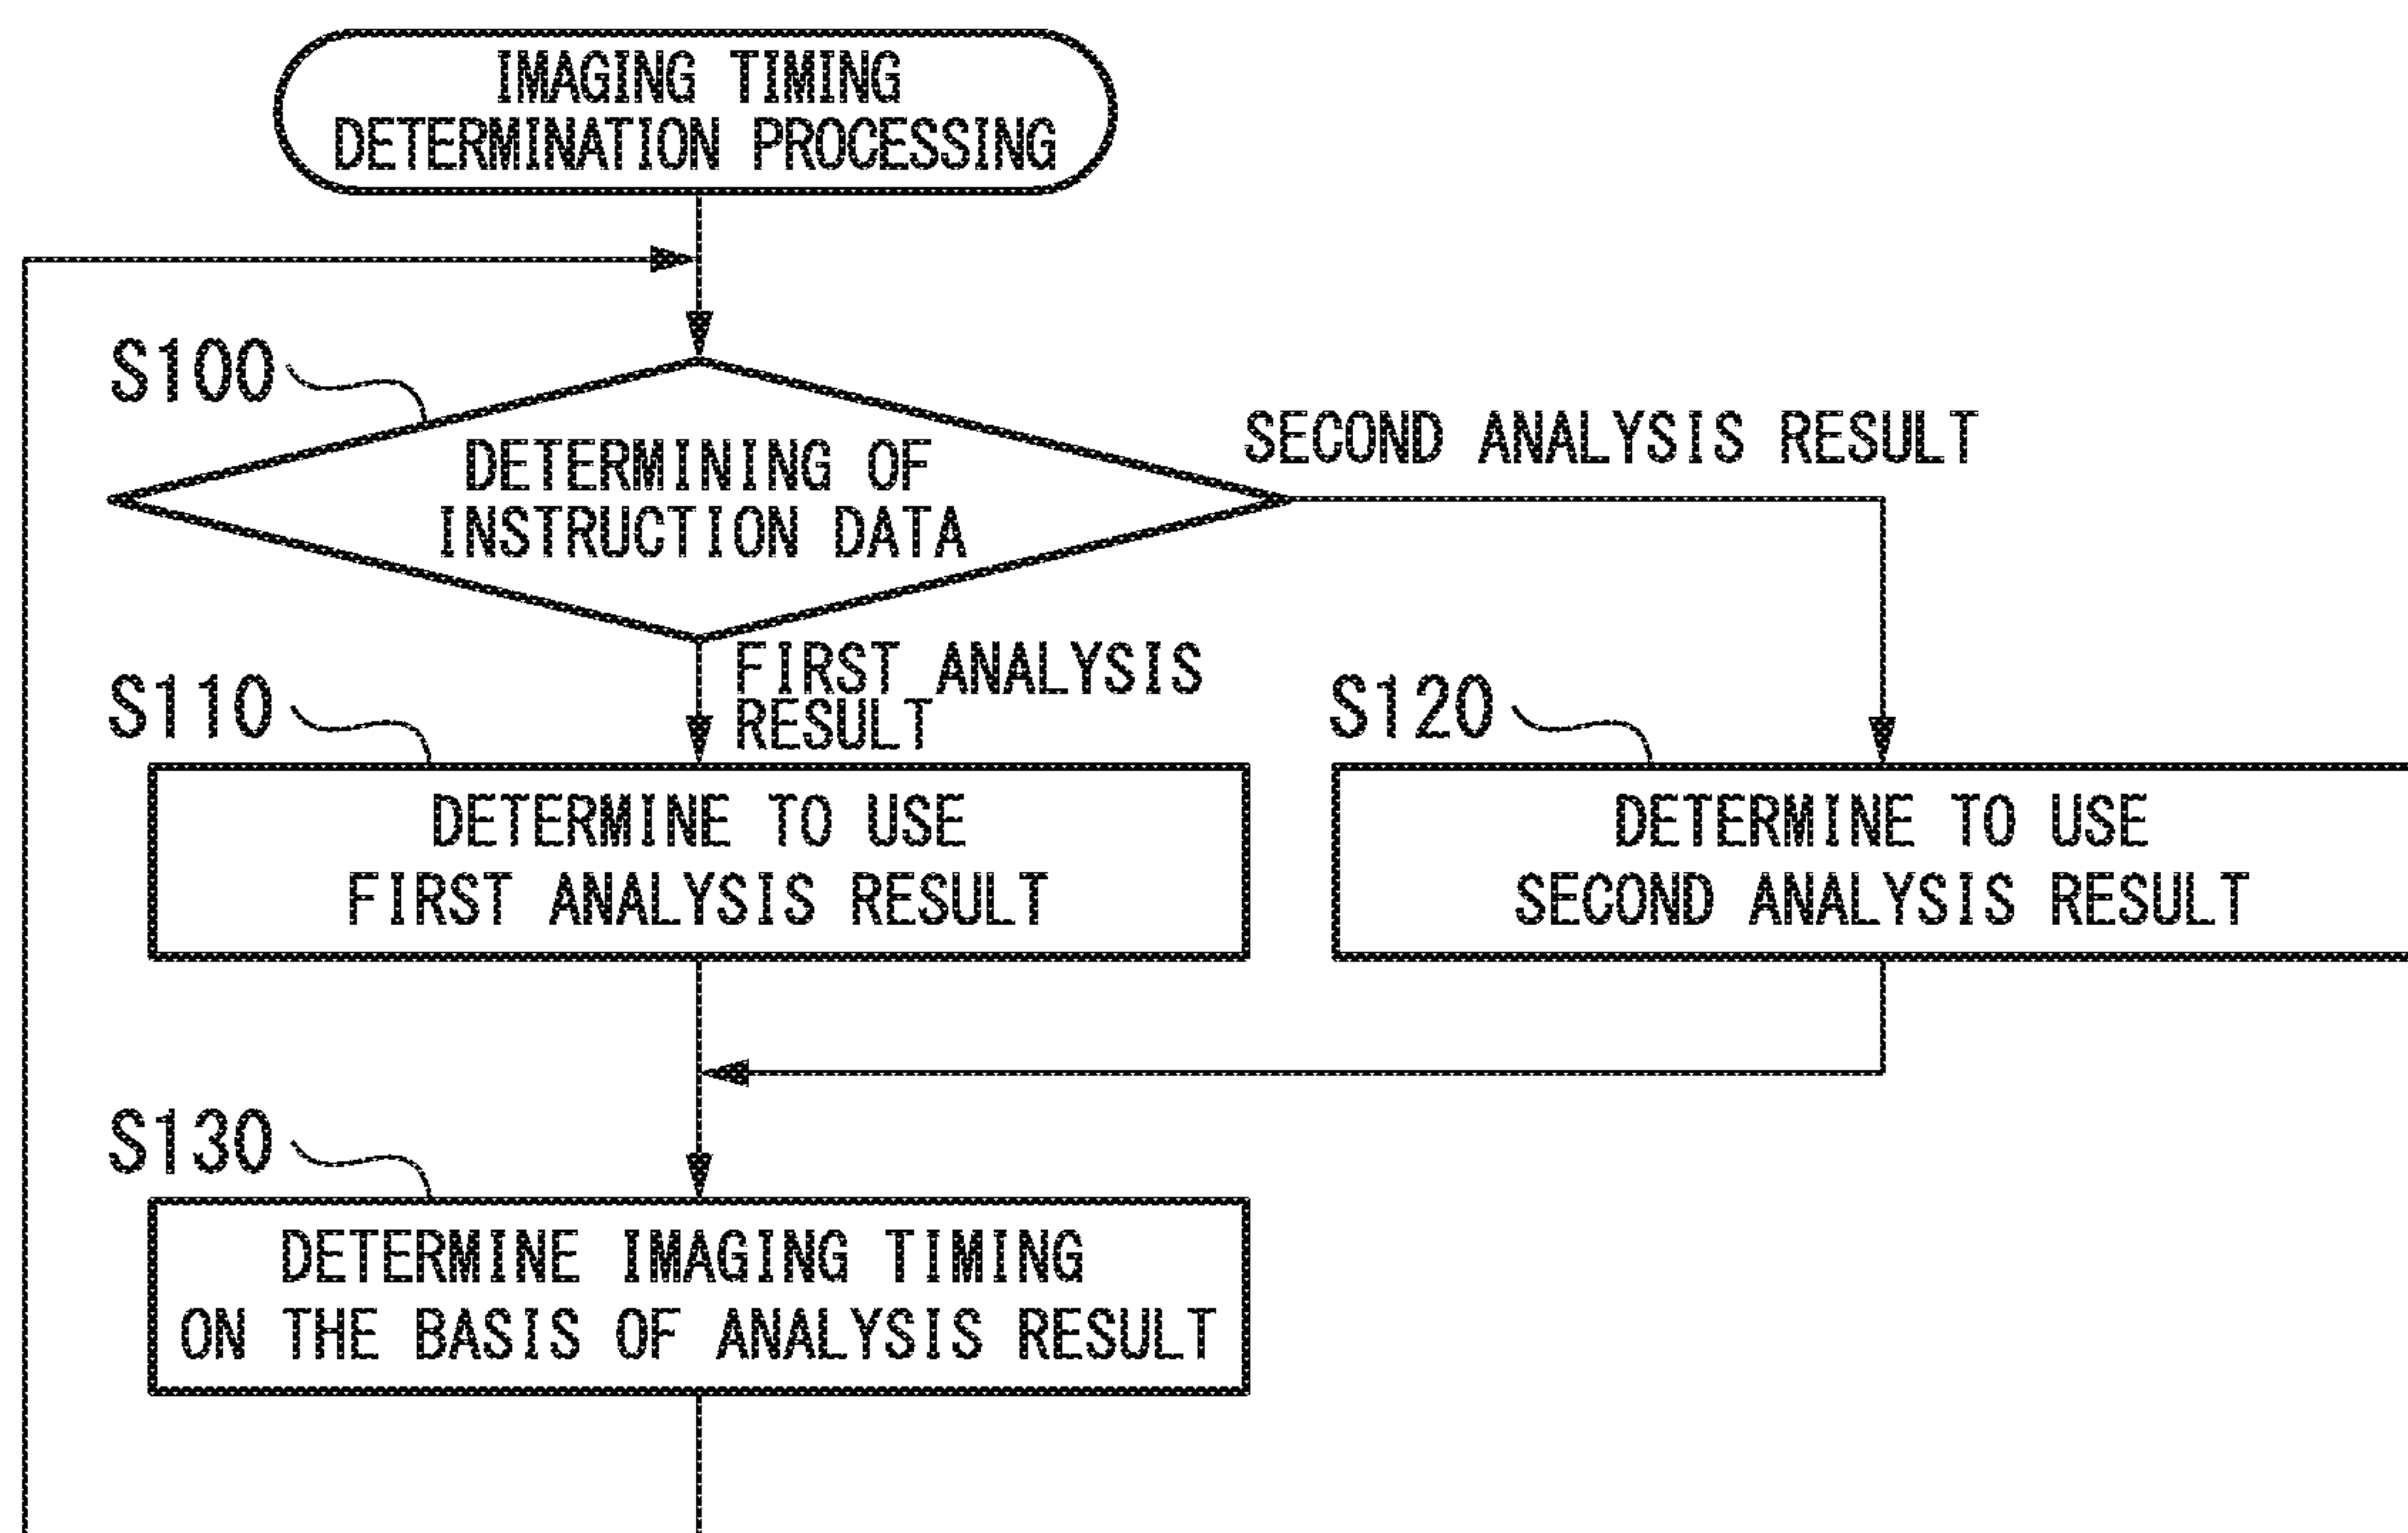 IMAGING TIMING
DETERMINATION PROCESSING
S100
DETERMINING OF
INSTRUCTION DATA
SECOND ANALYSIS RESULT
FIRST ANALYSIS
RESULT
S110
DETERMINE TO USE
FIRST ANALYSIS RESULT
S120
DETERMINE TO USE
SECOND ANALYSIS RESULT
S130
DETERMINE IMAGING TIMING
ON THE BASIS OF ANALYSIS RESULT